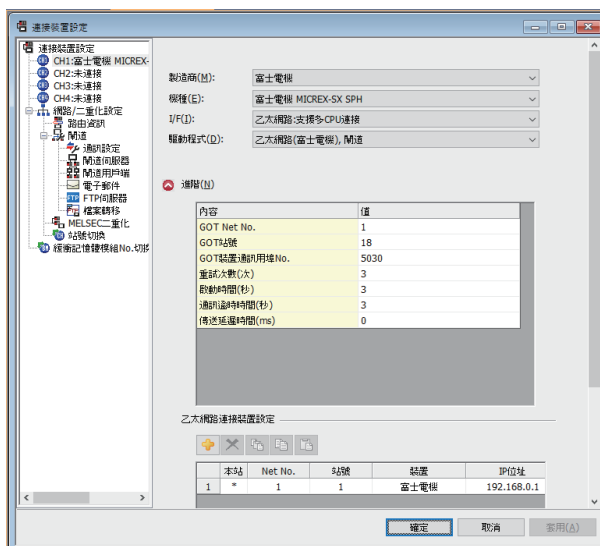 連接裝置設定
連接裝置設定
CH1:富士電機 MICREX-
CH2:未連接
CH3:未連接
CH4:未連接
網路/二重化設定
路由資訊
閘道
通訊設定
閘道伺服器
閘道用戶端
電子郵件
FTP伺服器
檔案轉移
MELSEC二重化
站號切換
緩衝記憶體模組No.切換
製造商(M): 富士電機
機種(E): 富士電機 MICREX-SX SPH
I/F(I): 乙太網路:支援多CPU連接
驅動程式(D): 乙太網路(富士電機), 閘道
進階(N)
內容 值
GOT Net No. 1
GOT站號 18
GOT裝置通訊用埠No. 5030
重試次數(次) 3
啟動時間(秒) 3
通訊逾時時間(秒) 3
傳送延遲時間(ms) 0
乙太網路連接裝置設定
本站 Net No. 站號 裝置 IP位址
1 * 1 1 富士電機 192.168.0.1
確定 取消 套用(A)